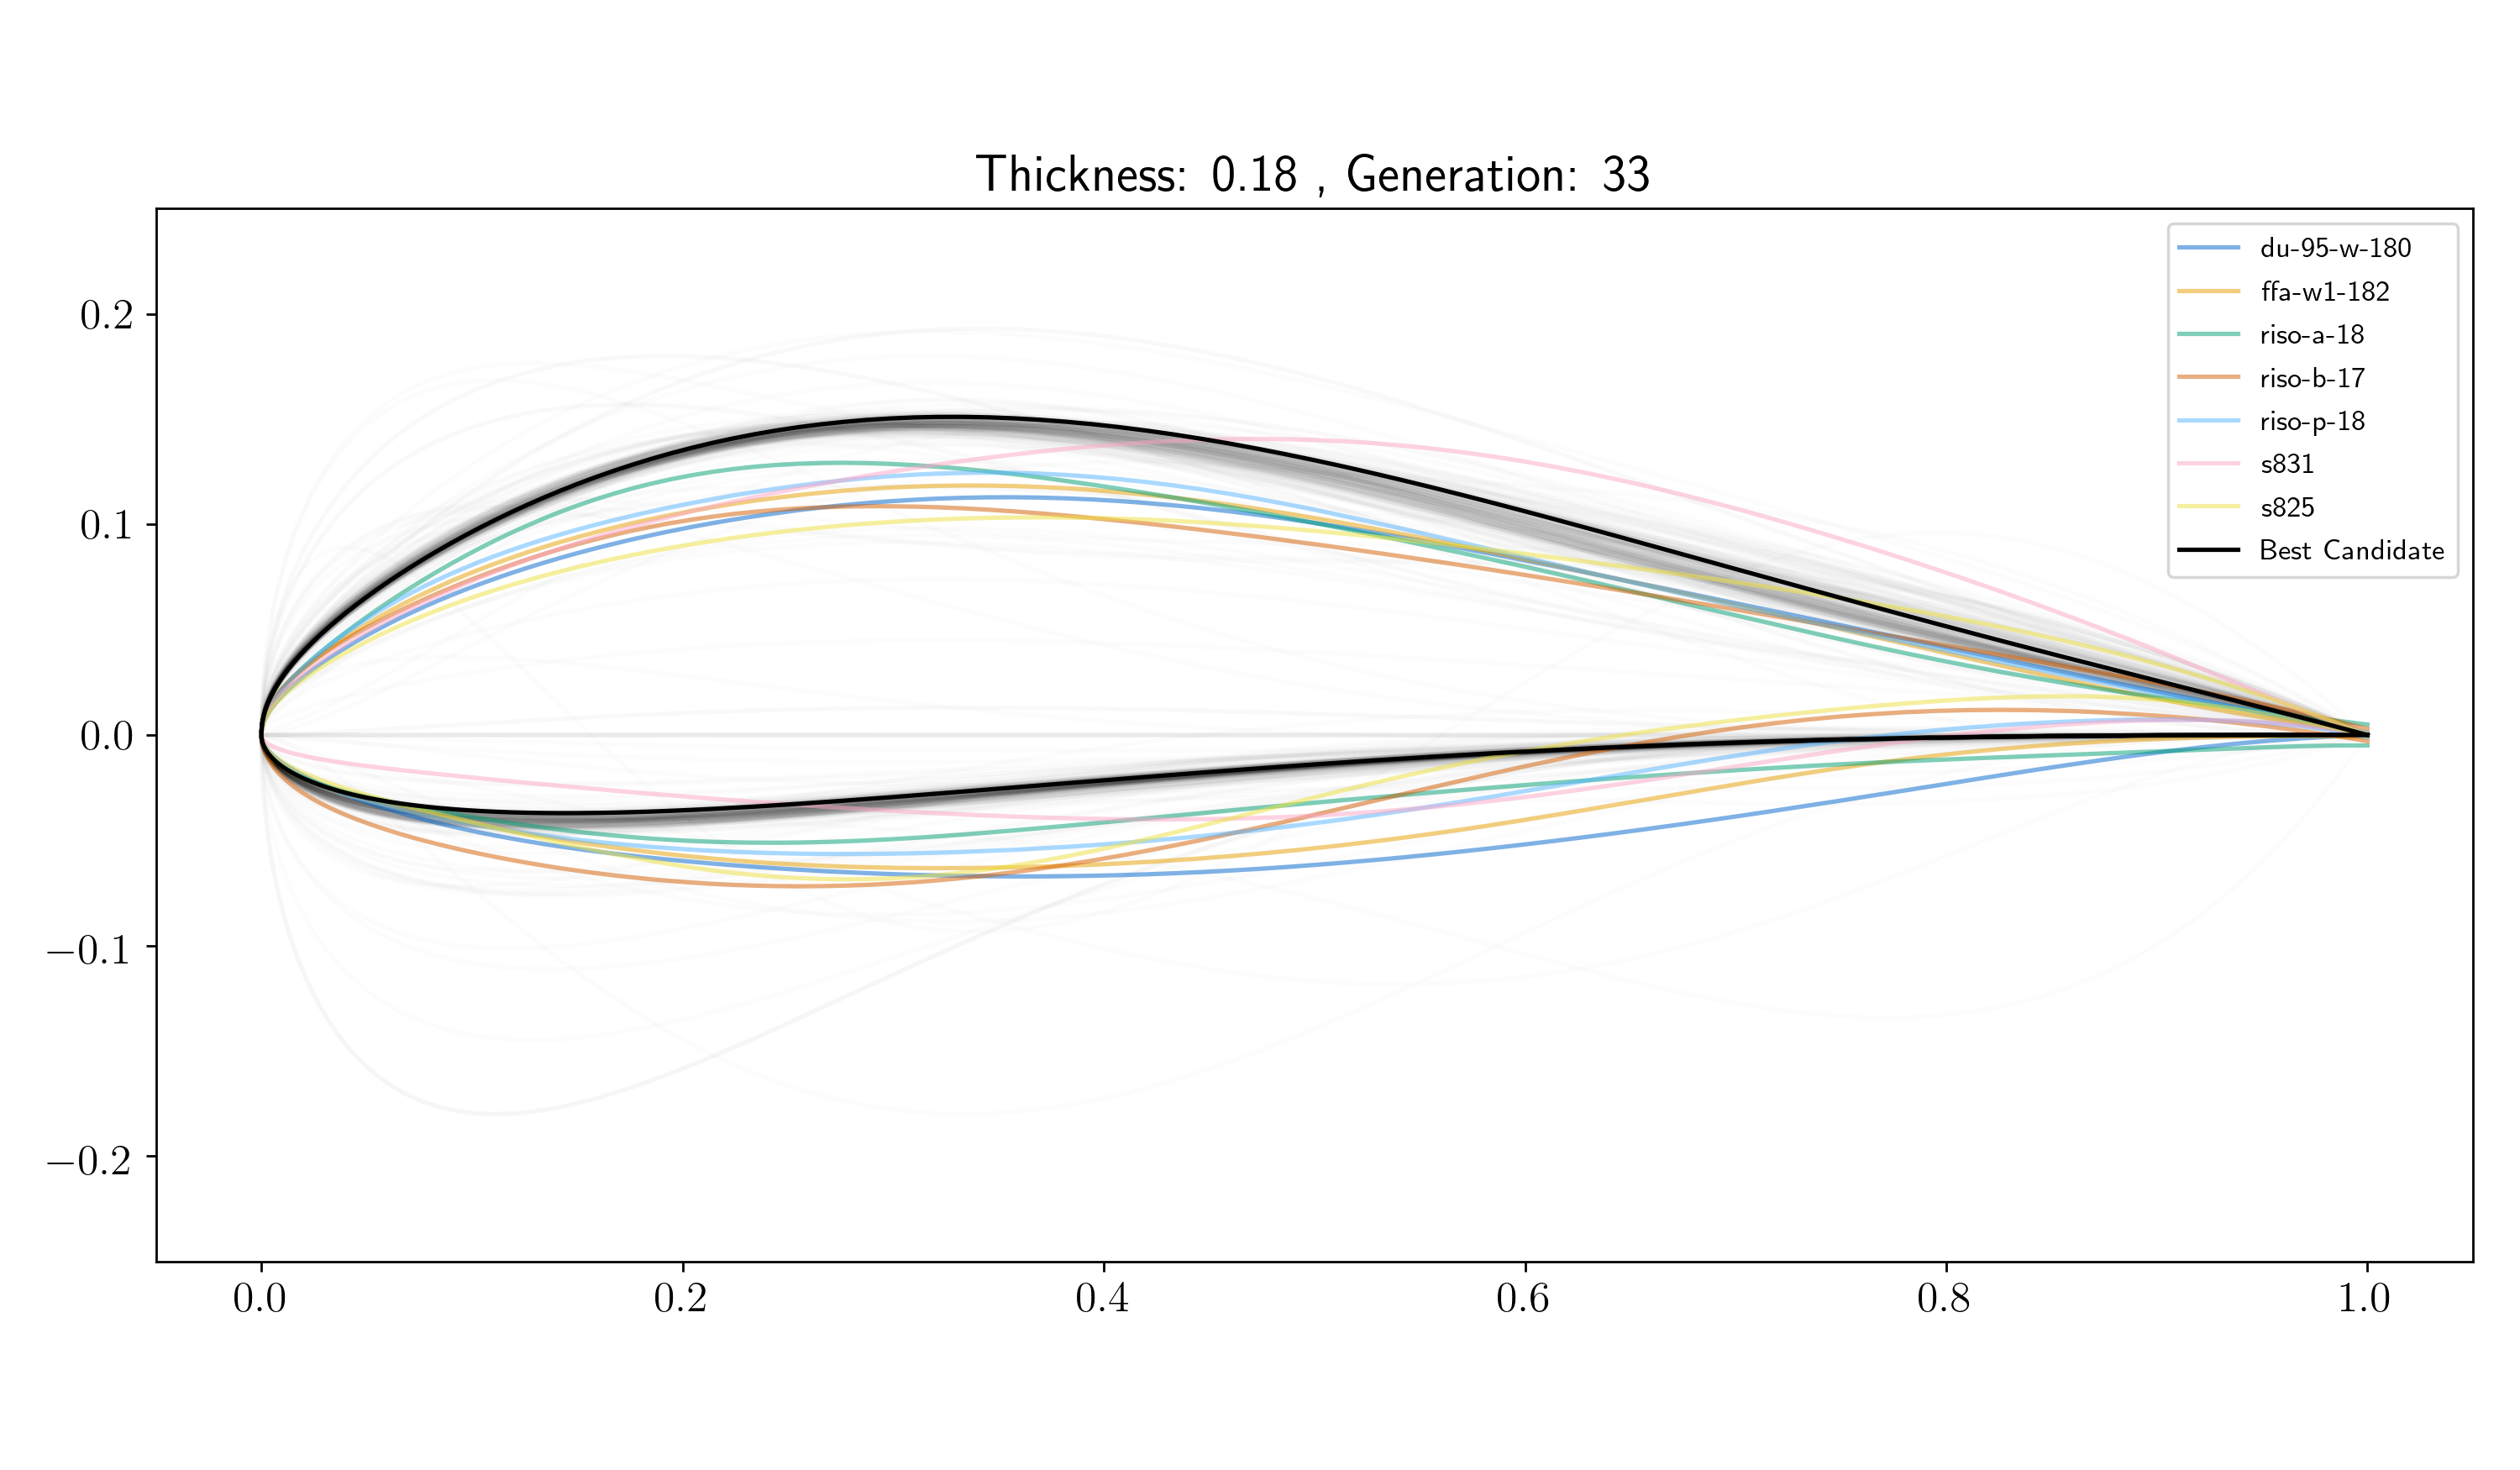 Thickness: 0.18 , Generation: 33
du-95-w-180
ffa-w1-182
riso-a-18
riso-b-17
riso-p-18
s831
s825
Best Candidate
0.2
0.1
0.0
−0.1
−0.2
0.0 0.2 0.4 0.6 0.8 1.0